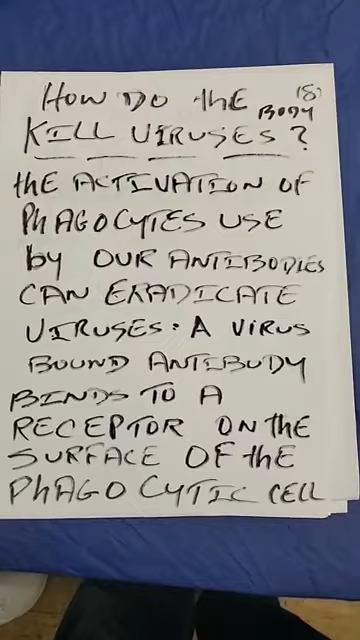 HOW DO the BODY (8)
KILL VIRUSES?
the ACTIVATION OF
PHAGOCYTES USE
by OUR ANTIBODIES
CAN ERADICATE
VIRUSES. A VIRUS
BOUND ANTIBODY
BINDS TO A
RECEPTOR ON the
SURFACE OF the
PHAGOCYTIC CELL